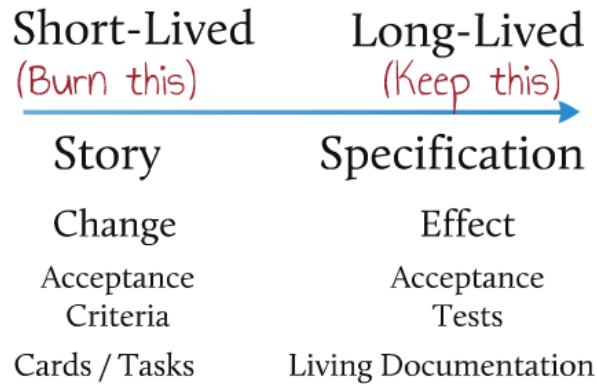 Short-Lived Long-Lived
(Burn this) (Keep this)
Story Specification
Change Effect
Acceptance Acceptance
Criteria Tests
Cards / Tasks Living Documentation